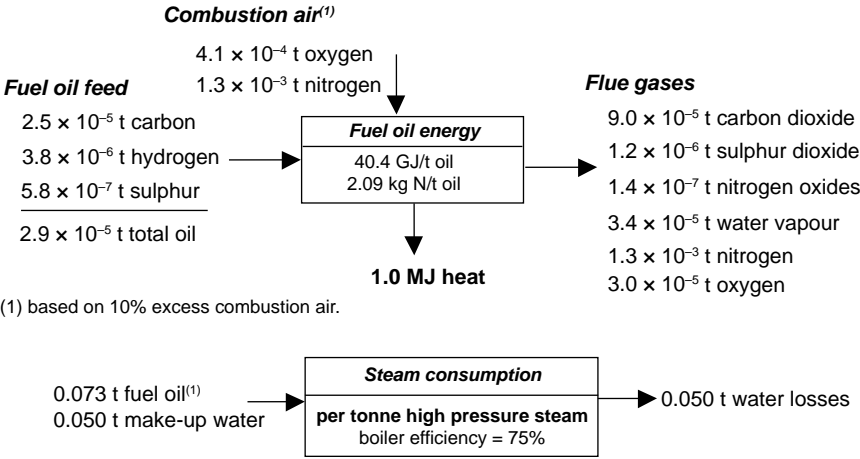 Combustion air(1)
4.1 × 10–4 t oxygen
1.3 × 10–3 t nitrogen
Fuel oil feed
2.5 × 10–5 t carbon
3.8 × 10–6 t hydrogen
5.8 × 10–7 t sulphur
2.9 × 10–5 t total oil
Fuel oil energy
40.4 GJ/t oil
2.09 kg N/t oil
1.0 MJ heat
Flue gases
9.0 × 10–5 t carbon dioxide
1.2 × 10–6 t sulphur dioxide
1.4 × 10–7 t nitrogen oxides
3.4 × 10–5 t water vapour
1.3 × 10–3 t nitrogen
3.0 × 10–5 t oxygen
(1) based on 10% excess combustion air.
0.073 t fuel oil(1)
0.050 t make-up water
Steam consumption
per tonne high pressure steam
boiler efficiency = 75%
0.050 t water losses